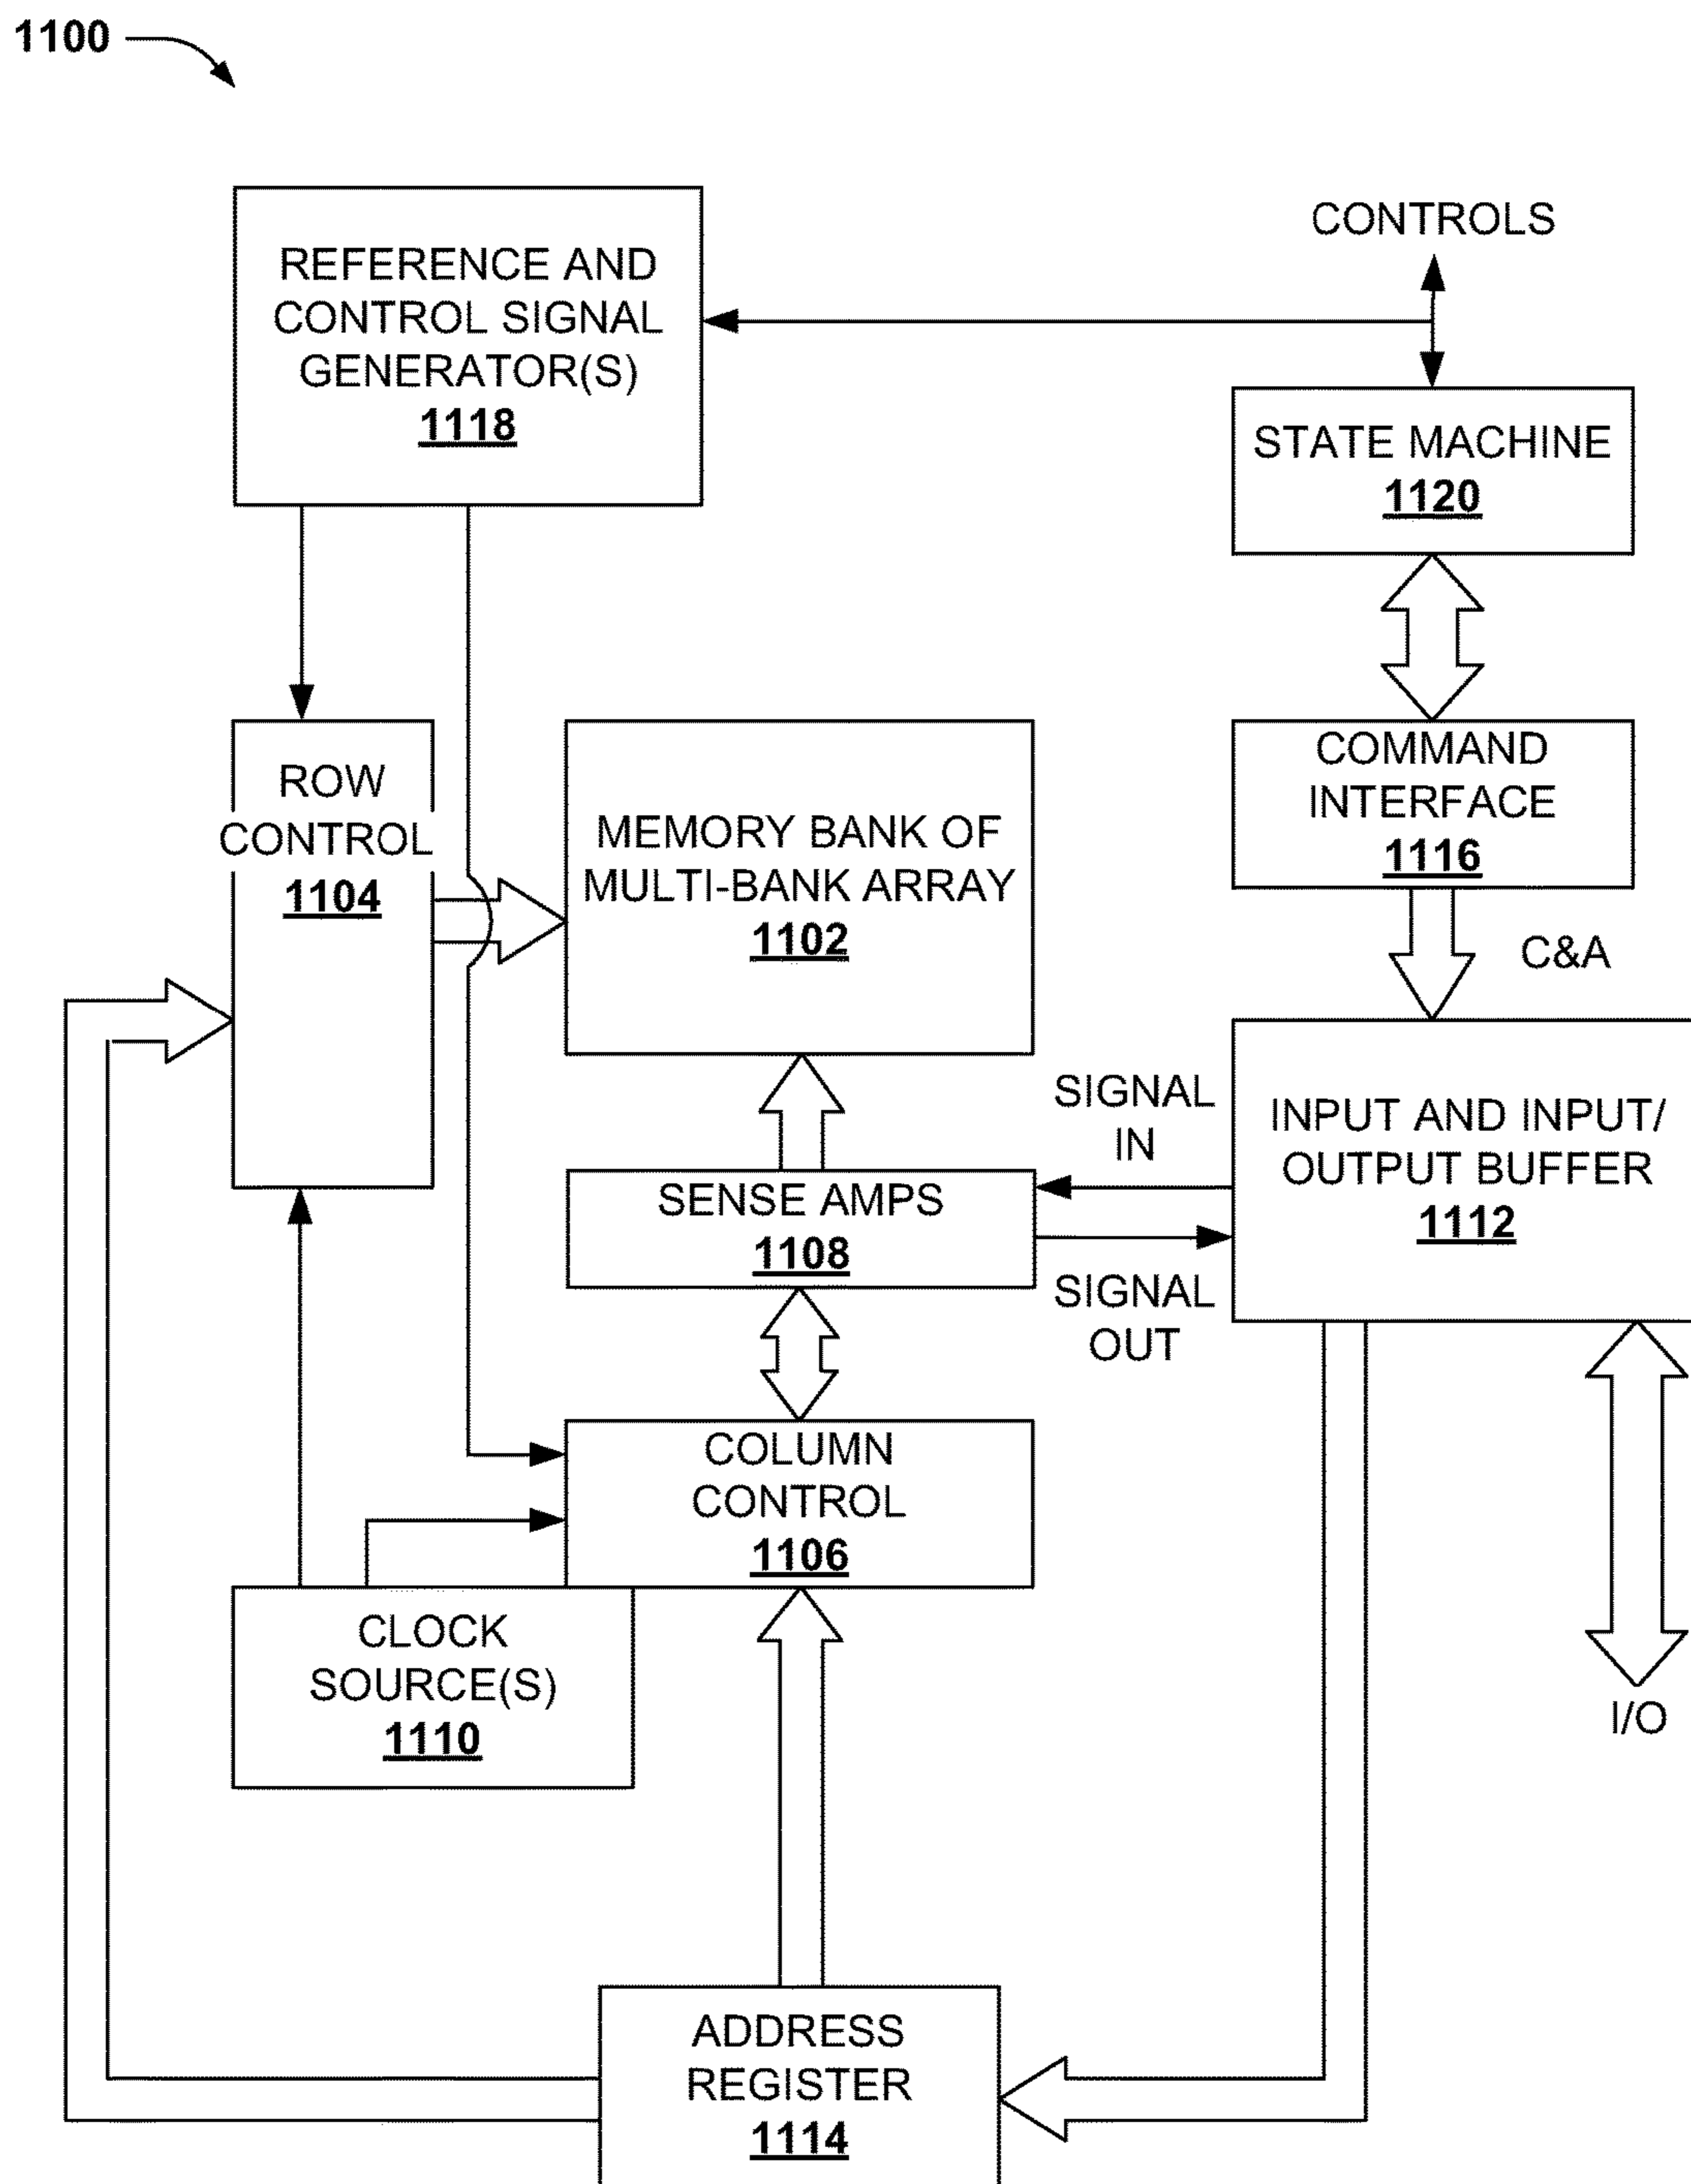 1100
CONTROLS
REFERENCE AND
CONTROL SIGNAL
GENERATOR(S)
1118
STATE MACHINE
1120
ROW
CONTROL
1104
MEMORY BANK OF
MULTI-BANK ARRAY
1102
COMMAND
INTERFACE
1116
C&A
SIGNAL
IN
INPUT AND INPUT/
OUTPUT BUFFER
1112
SENSE AMPS
1108
SIGNAL
OUT
COLUMN
CONTROL
1106
CLOCK
SOURCE(S)
1110
I/O
ADDRESS
REGISTER
1114